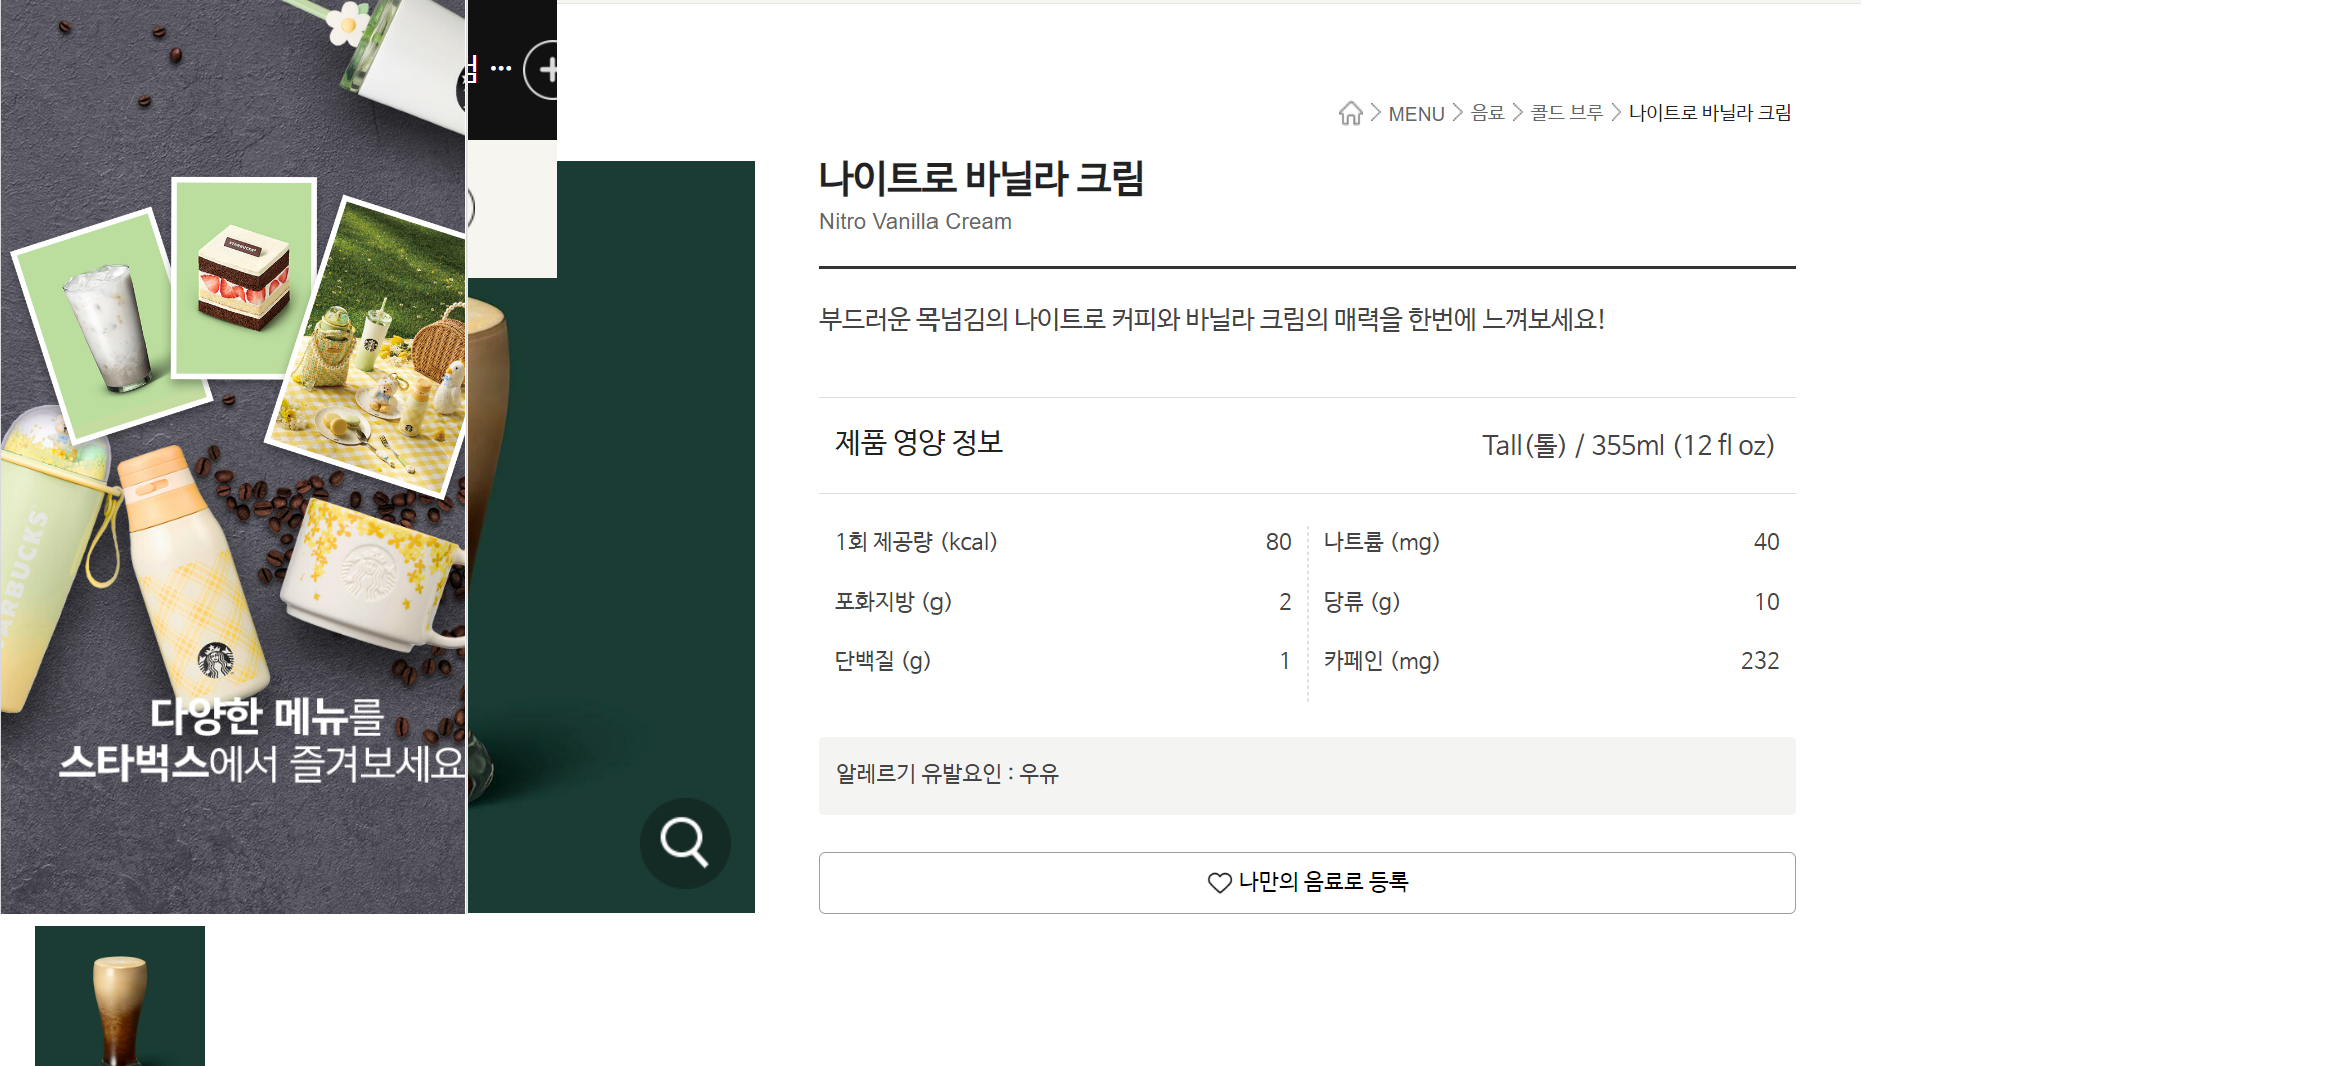 다양한 메뉴를
스타벅스에서 즐겨보세요
STARBUCKS
MENU
음료
콜드 브루
나이트로 바닐라 크림
나이트로 바닐라 크림
Nitro Vanilla Cream
부드러운 목넘김의 나이트로 커피와 바닐라 크림의 매력을 한번에 느껴보세요!
제품 영양 정보
Tall(톨) / 355ml (12 fl oz)
1회 제공량 (kcal) 80
나트륨 (mg) 40
포화지방 (g) 2
당류 (g) 10
단백질 (g) 1
카페인 (mg) 232
알레르기 유발요인 : 우유
나만의 음료로 등록